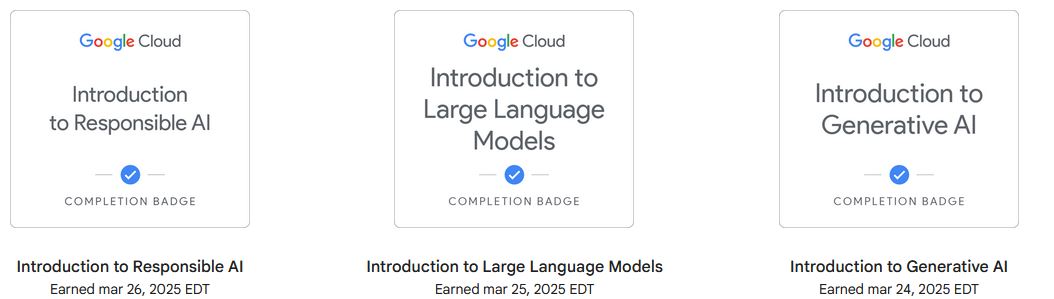 Google Cloud
Introduction
to Responsible AI
COMPLETION BADGE
Introduction to Responsible AI
Earned mar 26, 2025 EDT
Google Cloud
Introduction to
Large Language
Models
COMPLETION BADGE
Introduction to Large Language Models
Earned mar 25, 2025 EDT
Google Cloud
Introduction to
Generative AI
COMPLETION BADGE
Introduction to Generative AI
Earned mar 24, 2025 EDT